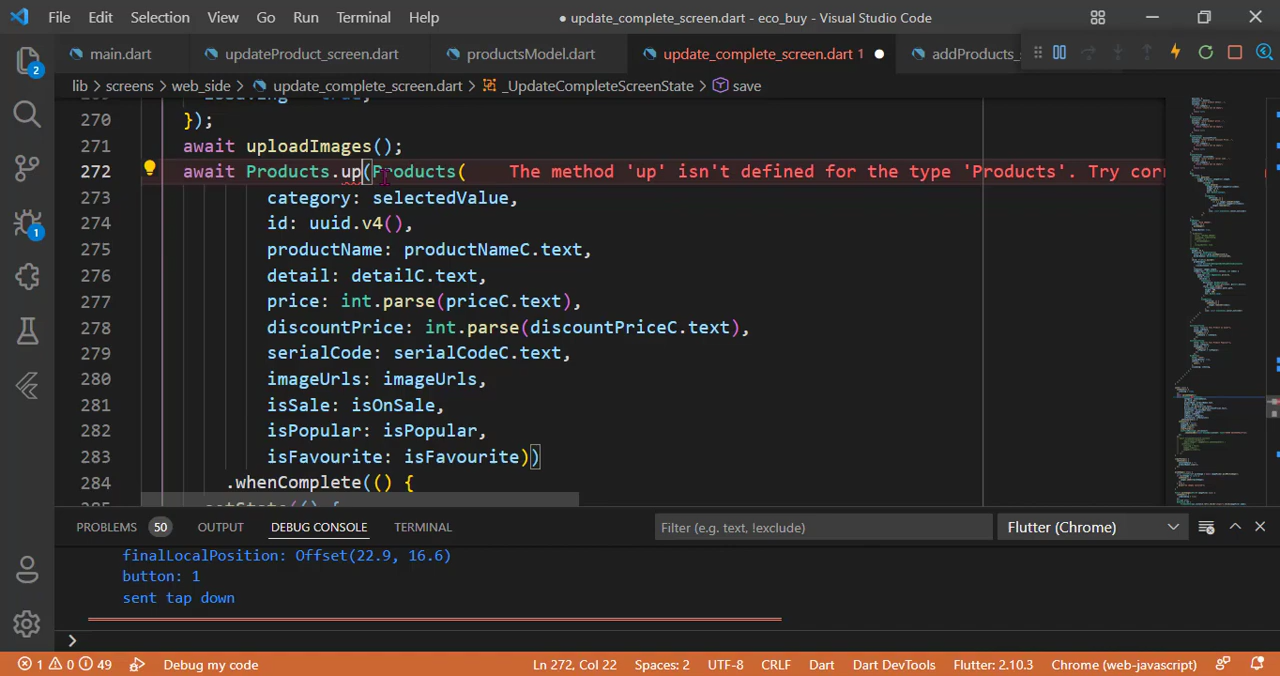 File Edit Selection View Go Run Terminal Help ● update_complete_screen.dart - eco_buy - Visual Studio Code
main.dart updateProduct_screen.dart productsModel.dart update_complete_screen.dart 1 addProducts_s
lib > screens > web_side > update_complete_screen.dart > _UpdateCompleteScreenState > save
270 });
271 await uploadImages();
272 await Products.up(Products( The method 'up' isn't defined for the type 'Products'. Try corr
273 category: selectedValue,
274 id: uuid.v4(),
275 productName: productNameC.text,
276 detail: detailC.text,
277 price: int.parse(priceC.text),
278 discountPrice: int.parse(discountPriceC.text),
279 serialCode: serialCodeC.text,
280 imageUrls: imageUrls,
281 isSale: isOnSale,
282 isPopular: isPopular,
283 isFavourite: isFavourite))
284 .whenComplete(() {
PROBLEMS 50 OUTPUT DEBUG CONSOLE TERMINAL Filter (e.g. text, !exclude) Flutter (Chrome)
finalLocalPosition: Offset(22.9, 16.6)
button: 1
sent tap down
1 0 49 Debug my code Ln 272, Col 22 Spaces: 2 UTF-8 CRLF Dart Dart DevTools Flutter: 2.10.3 Chrome (web-javascript)
2
1